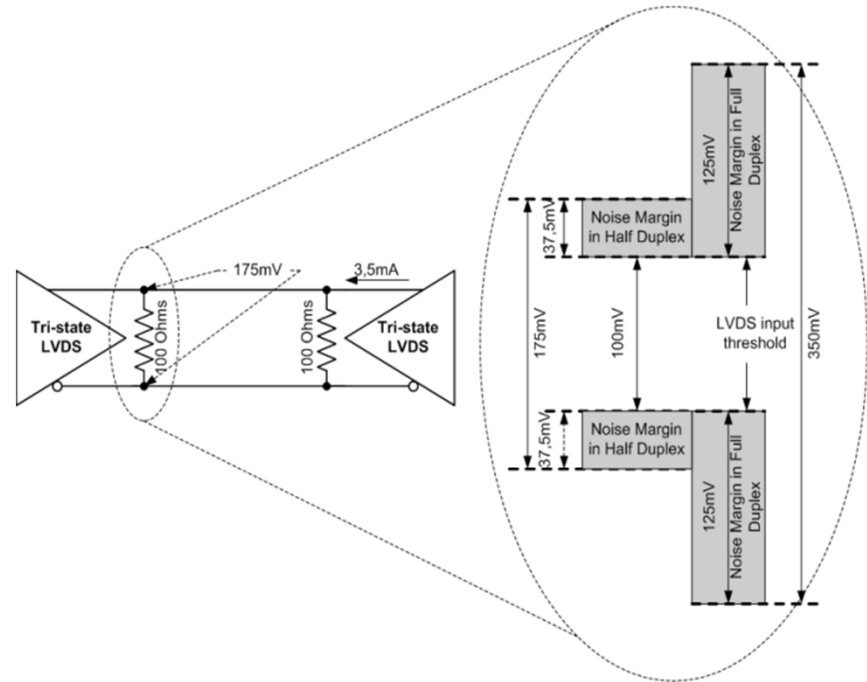 175mV
3,5mA
Tri-state
LVDS
100 Ohms
100 Ohms
Tri-state
LVDS
125mV
Noise Margin in Full
Duplex
37,5mV
Noise Margin
in Half Duplex
175mV
100mV
LVDS input
threshold
350mV
37,5mV
Noise Margin
in Half Duplex
125mV
Noise Margin in Full
Duplex